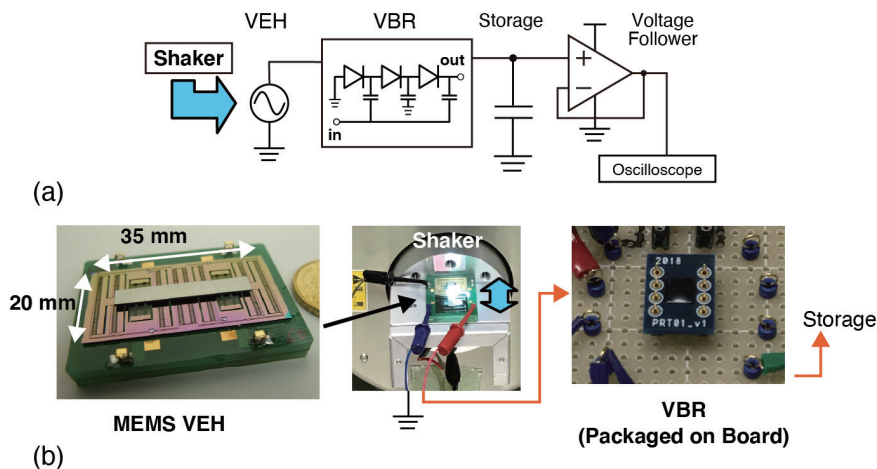 VEH
VBR
Storage
Voltage
Follower
Shaker
out
in
+
−
Oscilloscope
(a)
35 mm
20 mm
Shaker
2018
PRT01_v1
Storage
MEMS VEH
VBR
(Packaged on Board)
(b)